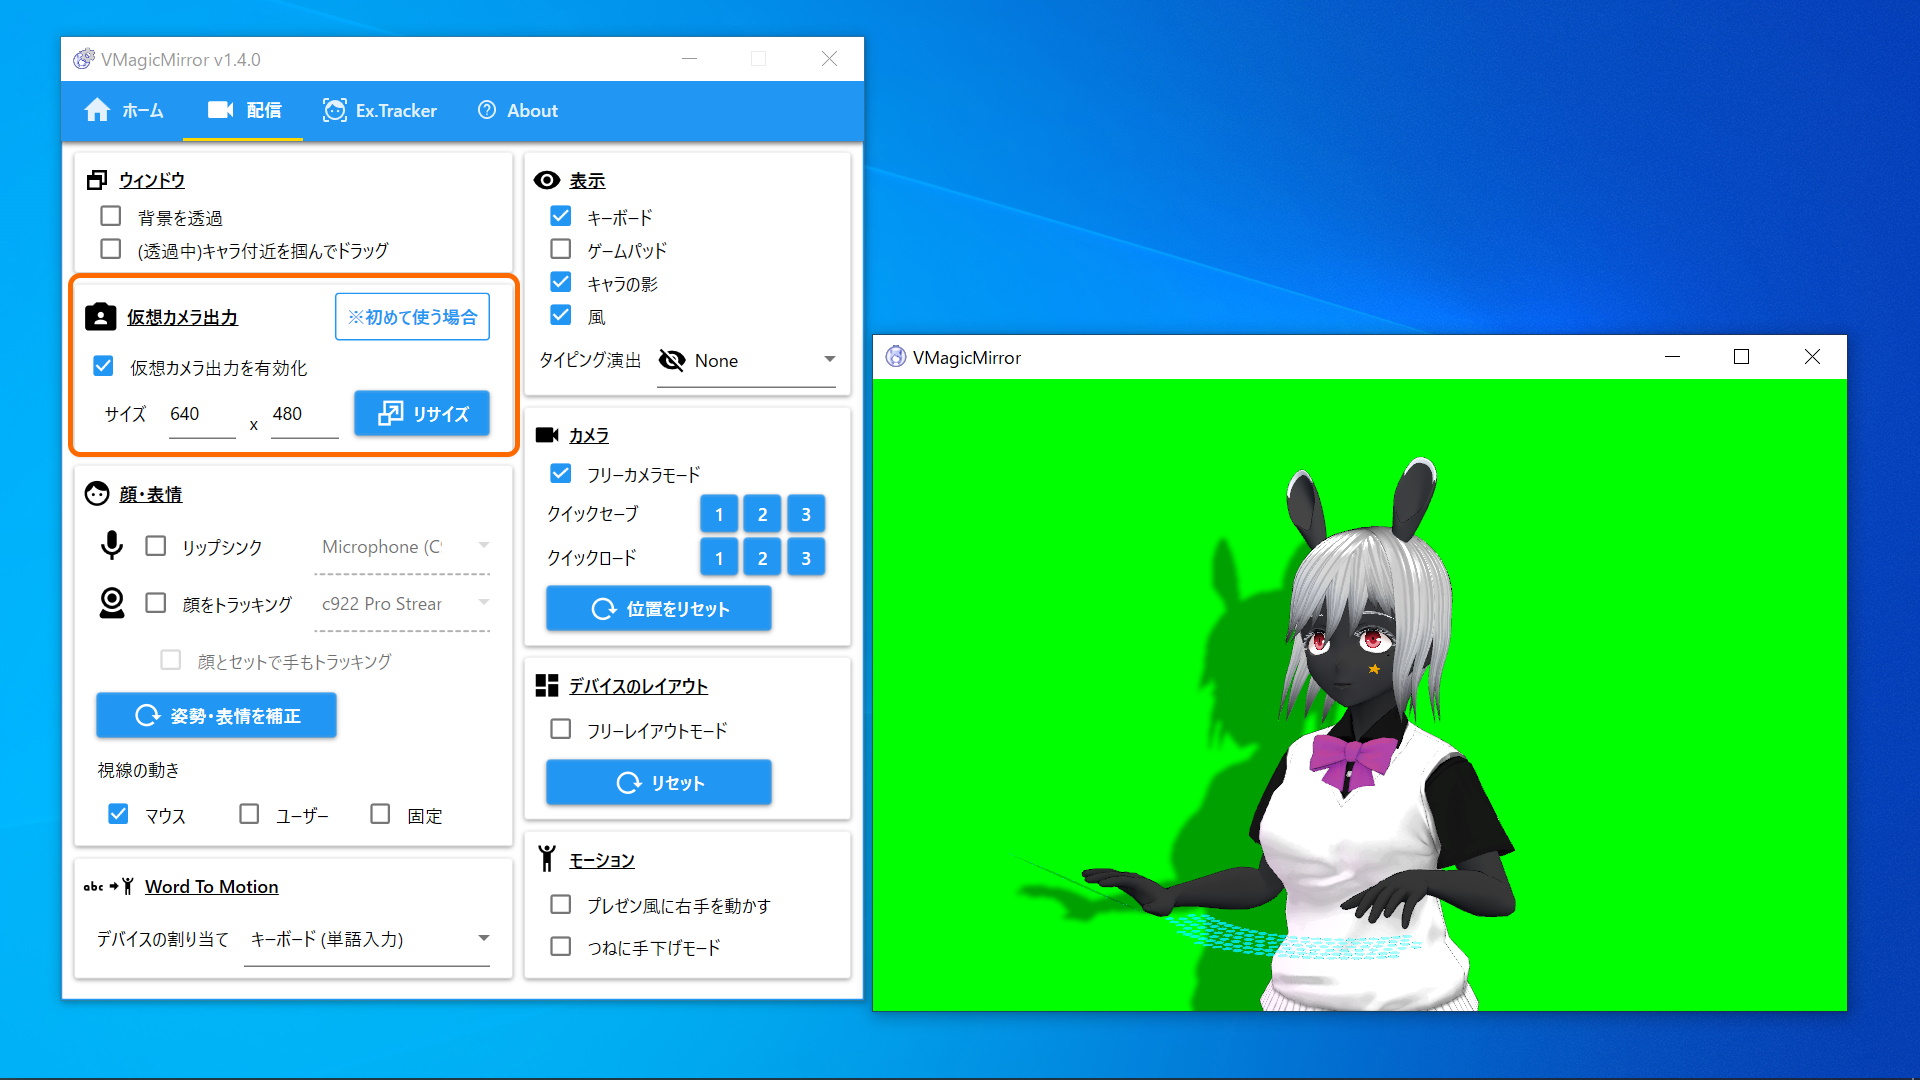 VMagicMirror v1.4.0
ホーム
配信
Ex.Tracker
About
ウィンドウ
背景を透過
(透過中)キャラ付近を掴んでドラッグ
仮想カメラ出力
※初めて使う場合
仮想カメラ出力を有効化
サイズ 640 x 480
リサイズ
顔・表情
リップシンク
Microphone (C
顔をトラッキング
c922 Pro Strear
顔とセットで手もトラッキング
姿勢・表情を補正
視線の動き
マウス
ユーザー
固定
abc
Word To Motion
デバイスの割り当て
キーボード (単語入力)
表示
キーボード
ゲームパッド
キャラの影
風
タイピング演出
None
カメラ
フリーカメラモード
クイックセーブ
1 2 3
クイックロード
1 2 3
位置をリセット
デバイスのレイアウト
フリーレイアウトモード
リセット
モーション
プレゼン風に右手を動かす
つねに手下げモード
VMagicMirror